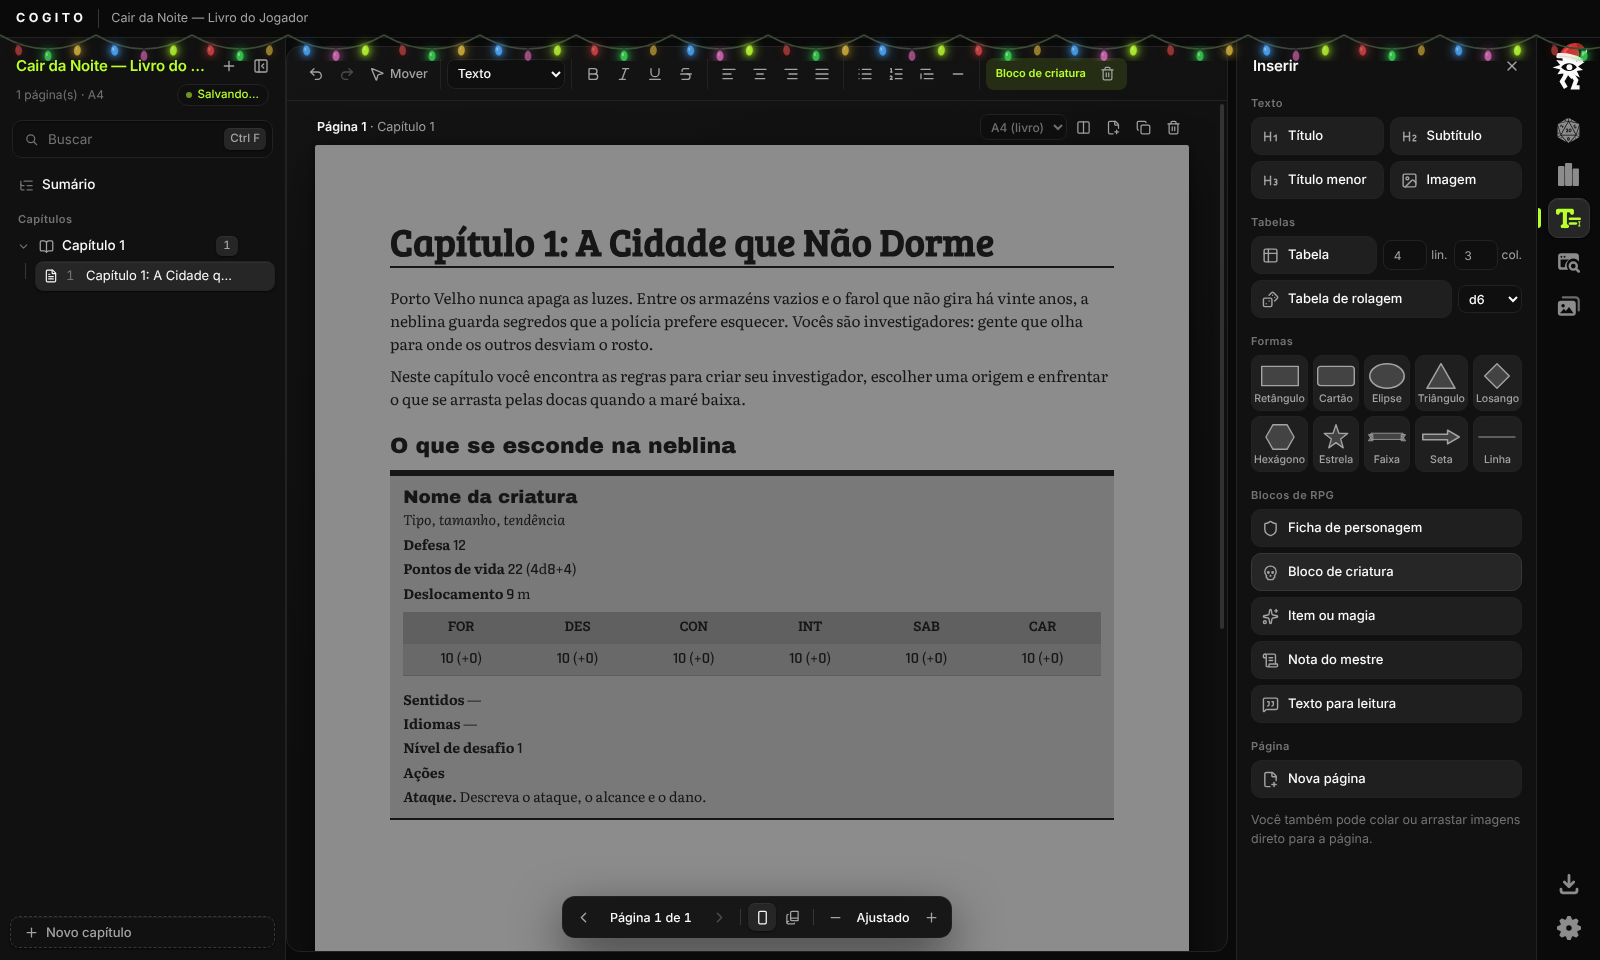 COGITO
Cair da Noite — Livro do Jogador
Cair da Noite — Livro do ...
1 página(s) · A4
Salvando...
Buscar
Ctrl F
Sumário
Capítulos
Capítulo 1
1
1
Capítulo 1: A Cidade q...
Novo capítulo
Mover
Texto
B
I
U
S
Bloco de criatura
Página 1 · Capítulo 1
A4 (livro)
Capítulo 1: A Cidade que Não Dorme
Porto Velho nunca apaga as luzes. Entre os armazéns vazios e o farol que não gira há vinte anos, a
neblina guarda segredos que a polícia prefere esquecer. Vocês são investigadores: gente que olha
para onde os outros desviam o rosto.
Neste capítulo você encontra as regras para criar seu investigador, escolher uma origem e enfrentar
o que se arrasta pelas docas quando a maré baixa.
O que se esconde na neblina
Nome da criatura
Tipo, tamanho, tendência
Defesa 12
Pontos de vida 22 (4d8+4)
Deslocamento 9 m
FOR DES CON INT SAB CAR
10 (+0) 10 (+0) 10 (+0) 10 (+0) 10 (+0) 10 (+0)
Sentidos —
Idiomas —
Nível de desafio 1
Ações
Ataque. Descreva o ataque, o alcance e o dano.
Página 1 de 1
Ajustado
Inserir
Texto
H1 Título
H2 Subtítulo
H3 Título menor
Imagem
Tabelas
Tabela
4 lin.
3 col.
Tabela de rolagem
d6
Formas
Retângulo Cartão Elipse Triângulo Losango
Hexágono Estrela Faixa Seta Linha
Blocos de RPG
Ficha de personagem
Bloco de criatura
Item ou magia
Nota do mestre
Texto para leitura
Página
Nova página
Você também pode colar ou arrastar imagens
direto para a página.